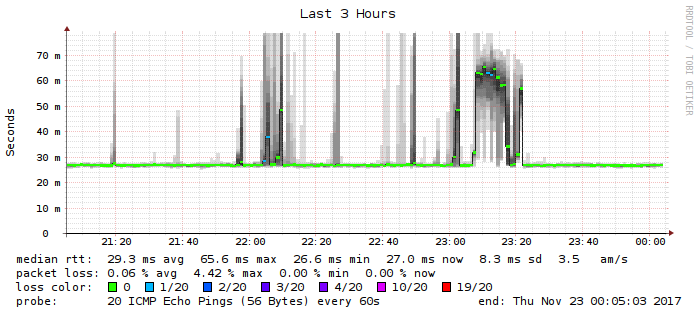 Last 3 Hours
RRDTOOL / TOBI OETIKER
Seconds
70 m
60 m
50 m
40 m
30 m
20 m
10 m
0
21:20 21:40 22:00 22:20 22:40 23:00 23:20 23:40 00:00
median rtt: 29.3 ms avg 65.6 ms max 26.6 ms min 27.0 ms now 8.3 ms sd 3.5 am/s
packet loss: 0.06 % avg 4.42 % max 0.00 % min 0.00 % now
loss color: 0 1/20 2/20 3/20 4/20 10/20 19/20
probe: 20 ICMP Echo Pings (56 Bytes) every 60s end: Thu Nov 23 00:05:03 2017